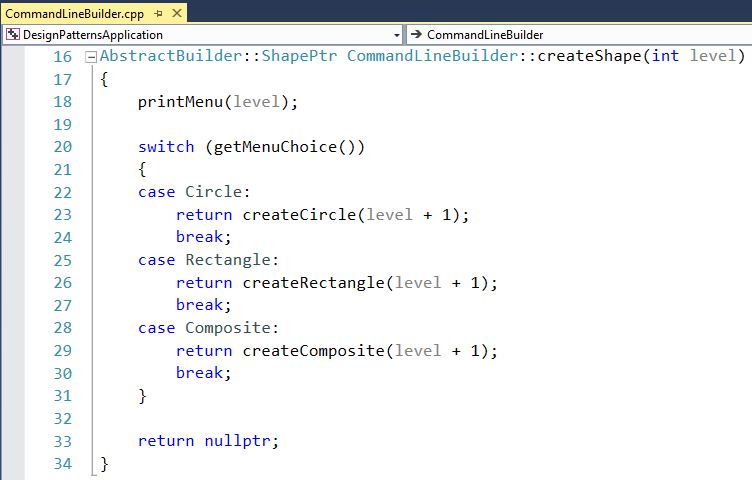 CommandLineBuilder.cpp
DesignPatternsApplication
CommandLineBuilder
16 AbstractBuilder::ShapePtr CommandLineBuilder::createShape(int level)
17 {
18     printMenu(level);
19
20     switch (getMenuChoice())
21     {
22     case Circle:
23         return createCircle(level + 1);
24         break;
25     case Rectangle:
26         return createRectangle(level + 1);
27         break;
28     case Composite:
29         return createComposite(level + 1);
30         break;
31     }
32
33     return nullptr;
34 }